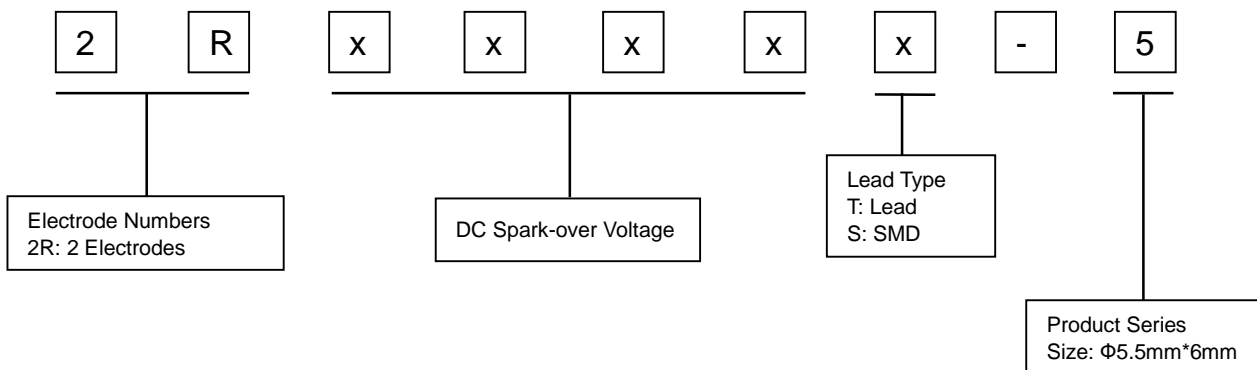 2 R x x x x x - 5
Electrode Numbers
2R: 2 Electrodes
DC Spark-over Voltage
Lead Type
T: Lead
S: SMD
Product Series
Size: Φ5.5mm*6mm